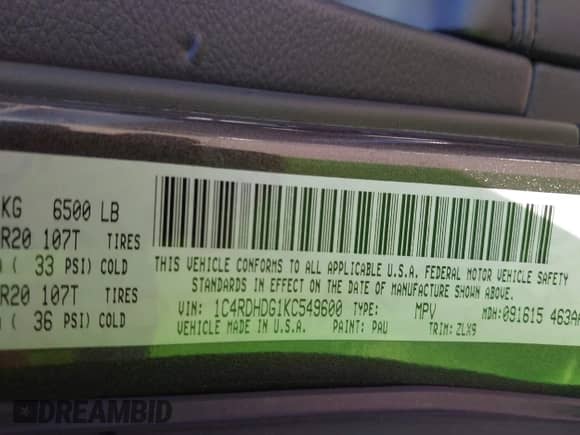 KG 6500 LB
R20 107T TIRES
( 33 PSI) COLD
R20 107T TIRES
( 36 PSI) COLD
THIS VEHICLE CONFORMS TO ALL APPLICABLE U.S.A. FEDERAL MOTOR VEHICLE SAFETY
STANDARDS IN EFFECT ON THE DATE OF MANUFACTURE SHOWN ABOVE.
VIN: 1C4RDHDG1KC549600 TYPE: MPV MDH:091615 463A
VEHICLE MADE IN U.S.A. PAINT: PAU TRIM: ZLX9
DREAMBID